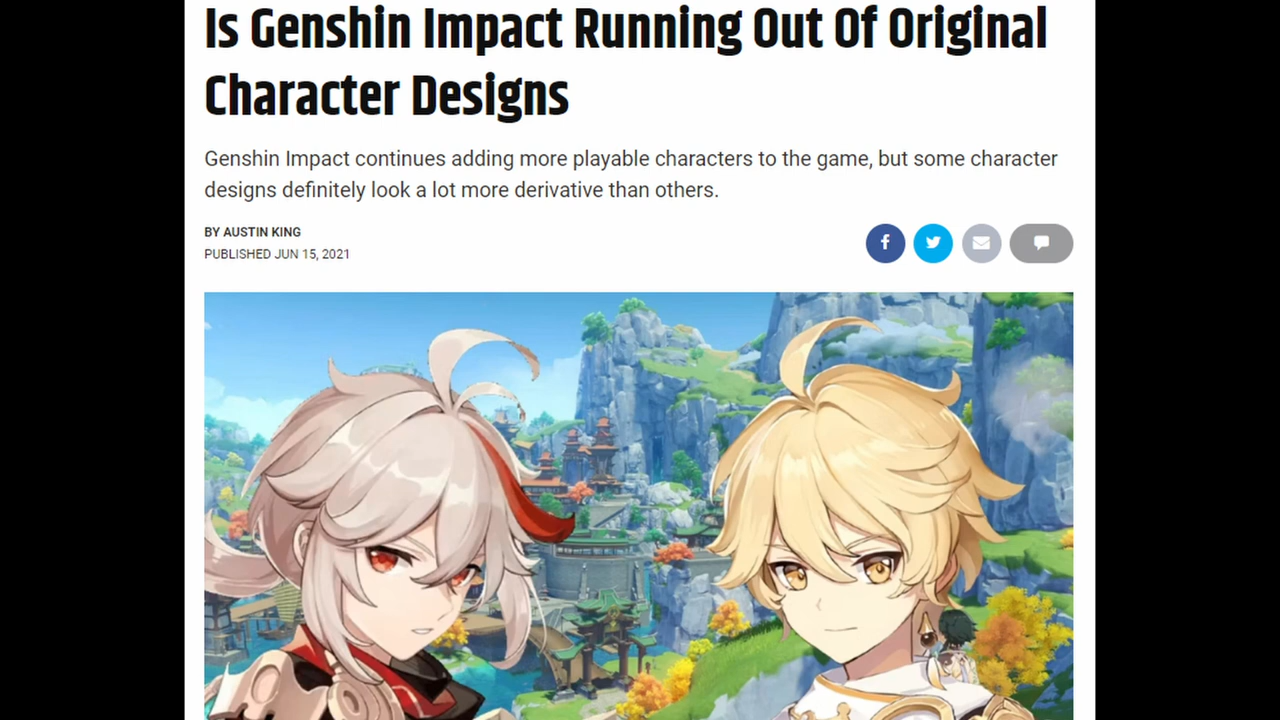 Is Genshin Impact Running Out Of Original
Character Designs
Genshin Impact continues adding more playable characters to the game, but some character
designs definitely look a lot more derivative than others.
BY AUSTIN KING
PUBLISHED JUN 15, 2021